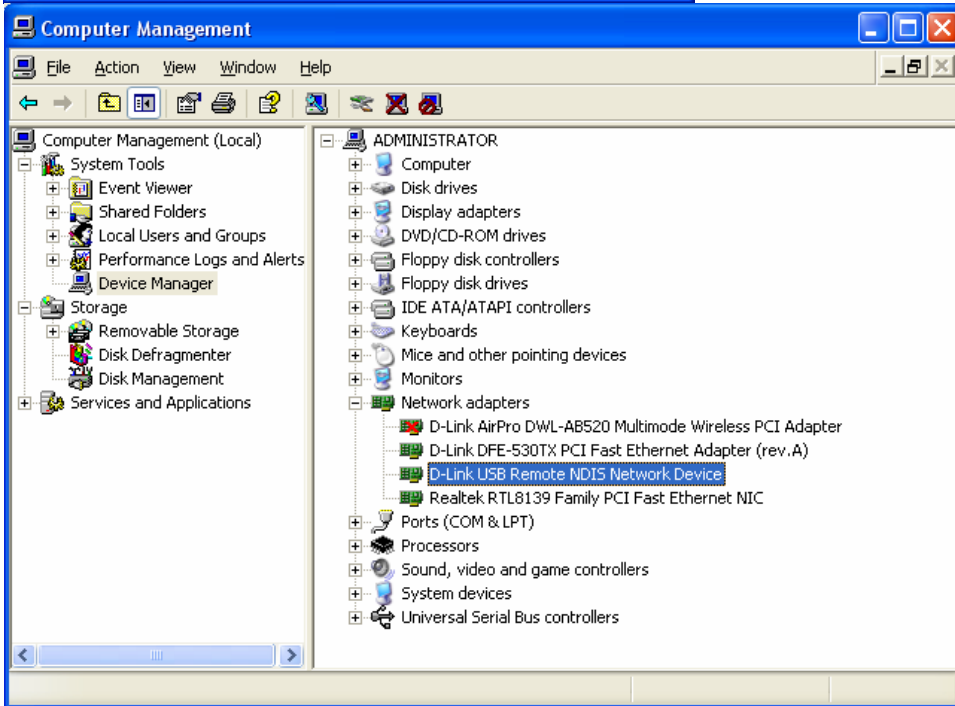 Computer Management
File Action View Window Help
Computer Management (Local)
System Tools
Event Viewer
Shared Folders
Local Users and Groups
Performance Logs and Alerts
Device Manager
Storage
Removable Storage
Disk Defragmenter
Disk Management
Services and Applications
ADMINISTRATOR
Computer
Disk drives
Display adapters
DVD/CD-ROM drives
Floppy disk controllers
Floppy disk drives
IDE ATA/ATAPI controllers
Keyboards
Mice and other pointing devices
Monitors
Network adapters
D-Link AirPro DWL-AB520 Multimode Wireless PCI Adapter
D-Link DFE-530TX PCI Fast Ethernet Adapter (rev.A)
D-Link USB Remote NDIS Network Device
Realtek RTL8139 Family PCI Fast Ethernet NIC
Ports (COM & LPT)
Processors
Sound, video and game controllers
System devices
Universal Serial Bus controllers